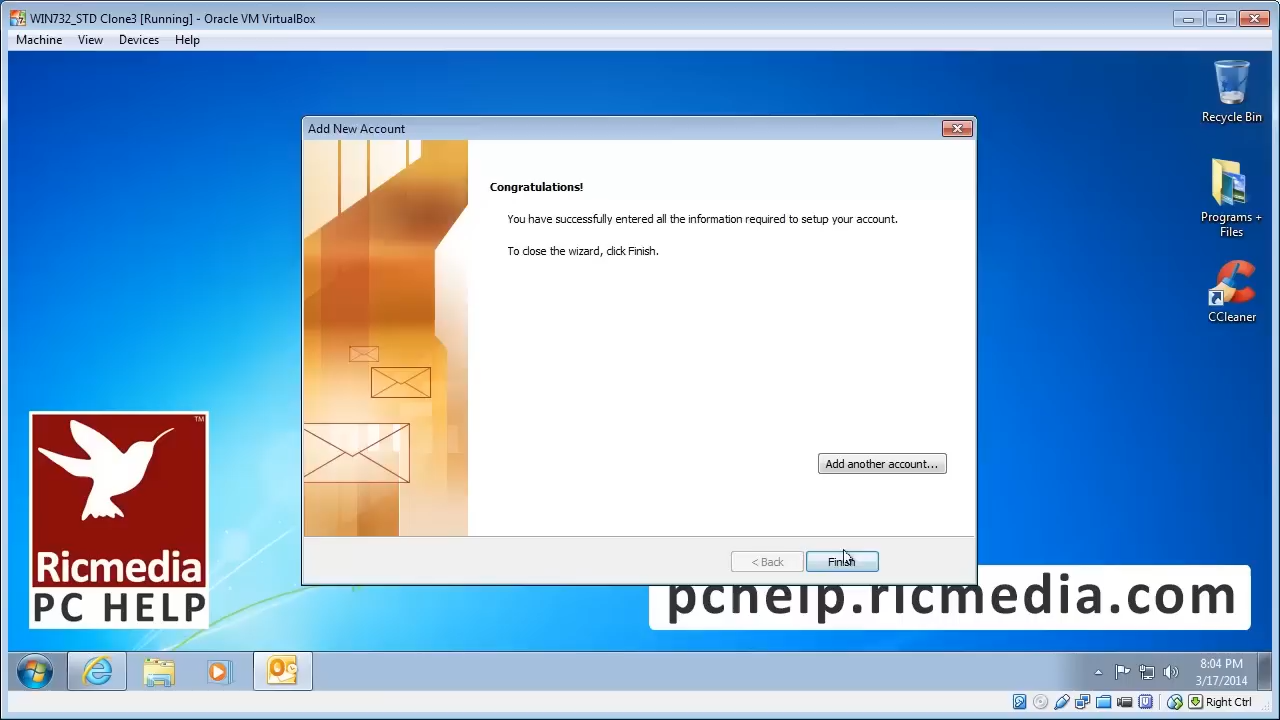 WIN732_STD Clone3 [Running] - Oracle VM VirtualBox
Machine View Devices Help
Recycle Bin
Programs +
Files
CCleaner
Add New Account
Congratulations!
You have successfully entered all the information required to setup your account.
To close the wizard, click Finish.
Add another account...
< Back Finish
TM
Ricmedia
PC HELP
pchelp.ricmedia.com
8:04 PM
3/17/2014
Right Ctrl